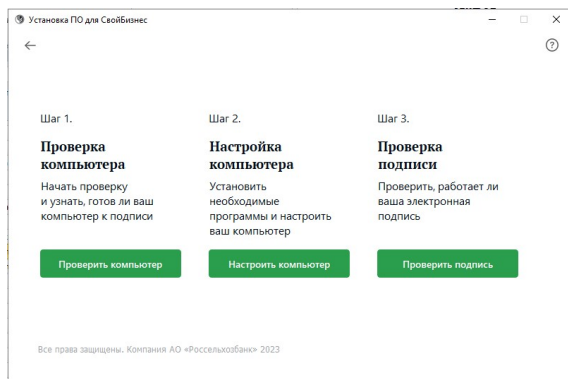 Установка ПО для СвойБизнес
Шаг 1.
Проверка
компьютера
Начать проверку
и узнать, готов ли ваш
компьютер к подписи
Проверить компьютер
Шаг 2.
Настройка
компьютера
Установить
необходимые
программы и настроить
ваш компьютер
Настроить компьютер
Шаг 3.
Проверка
подписи
Проверить, работает ли
ваша электронная
подпись
Проверить подпись
Все права защищены. Компания АО «Россельхозбанк» 2023